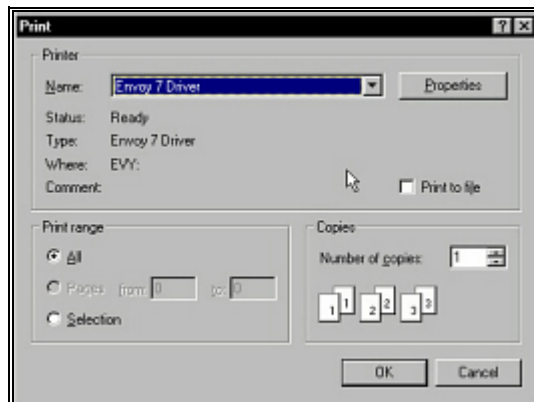 Print
Printer
Name: Envoy 7 Driver Properties
Status: Ready
Type: Envoy 7 Driver
Where: EVY:
Comment: Print to file
Print range
All
Pages from: 0 to: 0
Selection
Copies
Number of copies: 1
1 1 2 2 3 3
OK Cancel